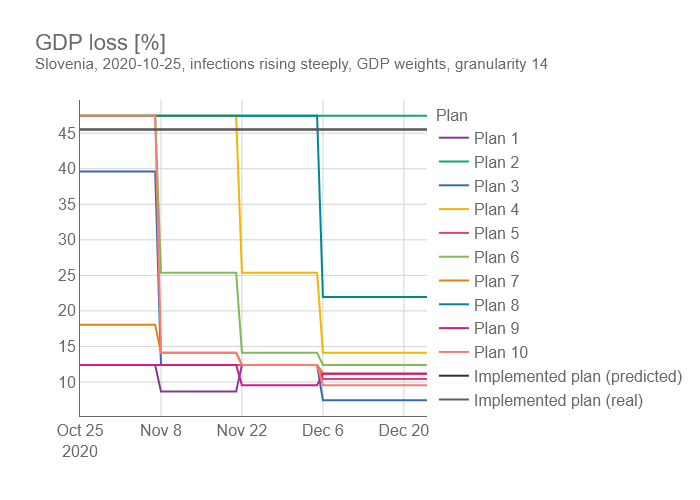 GDP loss [%]
Slovenia, 2020-10-25, infections rising steeply, GDP weights, granularity 14
Plan
45
Plan 1
Plan 2
40
Plan 3
35
Plan 4
Plan 5
30
Plan 6
25
Plan 7
20
Plan 8
Plan 9
15
Plan 10
10
Implemented plan (predicted)
Implemented plan (real)
Oct 25 Nov 8 Nov 22 Dec 6 Dec 20
2020